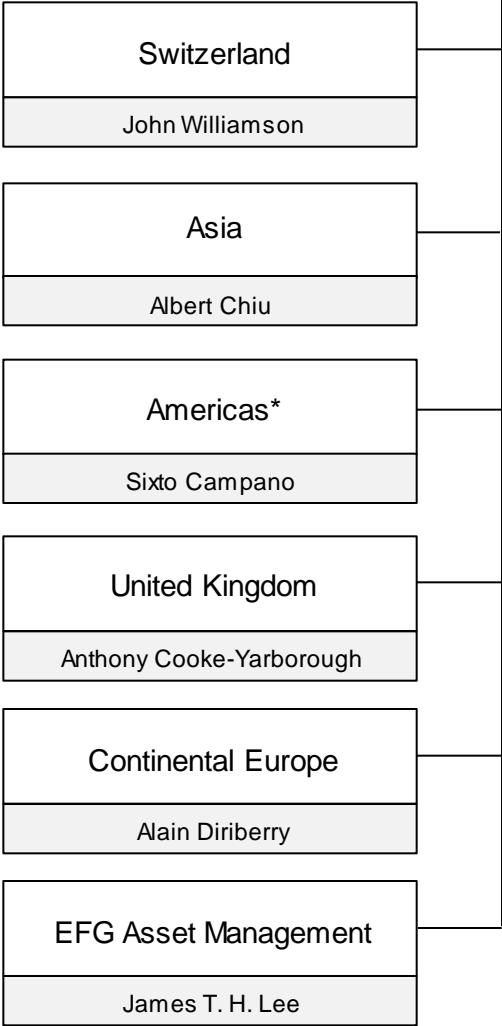 Switzerland
John Williamson
Asia
Albert Chiu
Americas*
Sixto Campano
United Kingdom
Anthony Cooke-Yarborough
Continental Europe
Alain Diriberry
EFG Asset Management
James T. H. Lee